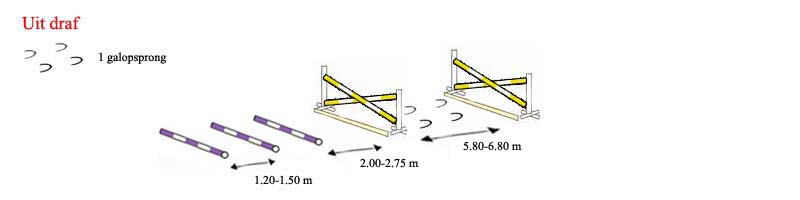 Uit draf
1 galopsprong
5.80-6.80 m
2.00-2.75 m
1.20-1.50 m